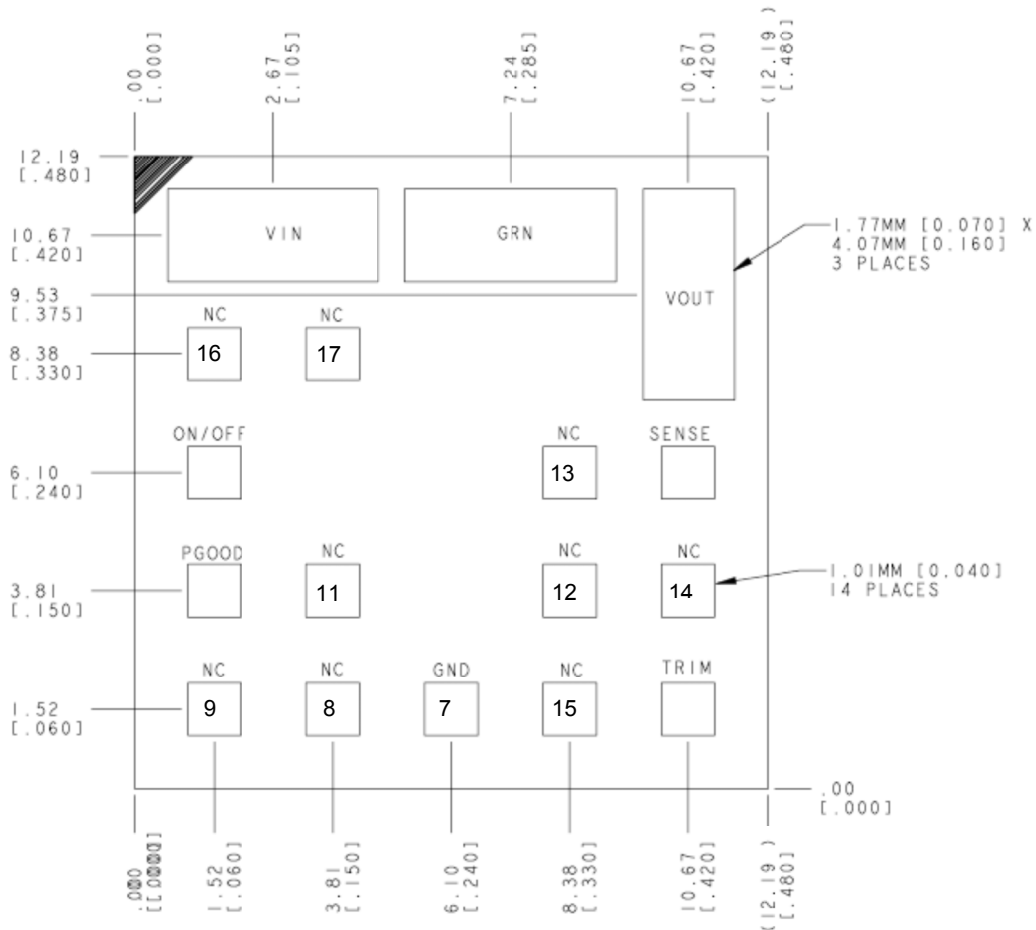 .00
[.000]
2.67
[.105]
7.24
[.285]
10.67
[.420]
(12.19 )
[.480]
12.19
[.480]
10.67
[.420]
VIN
GRN
1.77MM [0.070] X
4.07MM [0.160]
3 PLACES
9.53
[.375]
VOUT
NC
NC
8.38
[.330]
16
17
ON/OFF
NC
SENSE
6.10
[.240]
13
PGOOD
NC
NC
NC
3.81
[.150]
11
12
14
1.01MM [0.040]
14 PLACES
NC
NC
GND
NC
TRIM
1.52
[.060]
9
8
7
15
.00
[.000]
1.52
[.060]
3.81
[.150]
6.10
[.240]
8.38
[.330]
10.67
[.420]
(12.19 )
[.480]